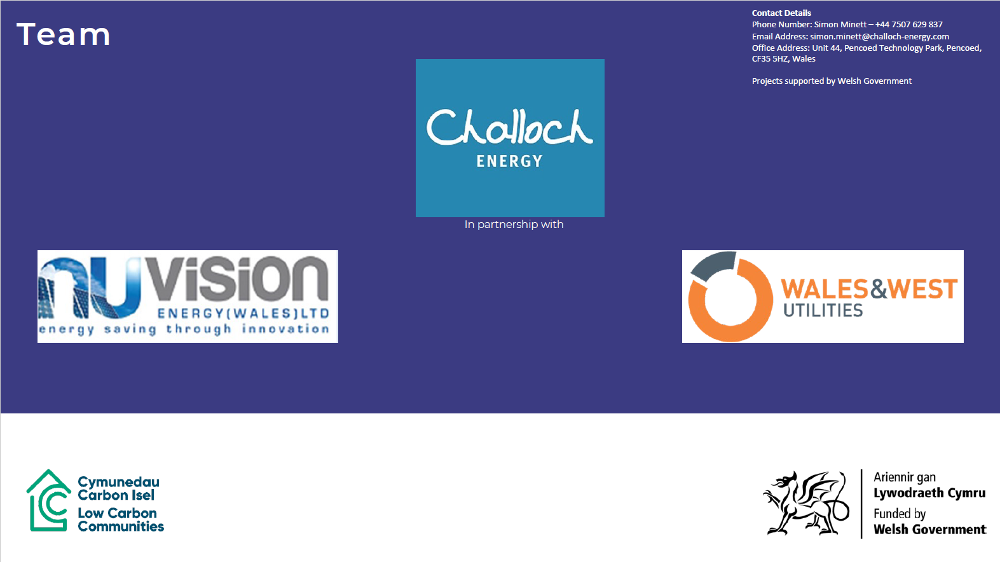 Team
Contact Details
Phone Number: Simon Minett – +44 7507 629 837
Email Address: simon.minett@challoch-energy.com
Office Address: Unit 44, Pencoed Technology Park, Pencoed,
CF35 5HZ, Wales
Projects supported by Welsh Government
Challoch
ENERGY
In partnership with
nuVision
ENERGY(WALES)LTD
energy saving through innovation
WALES&WEST
UTILITIES
Cymunedau
Carbon Isel
Low Carbon
Communities
Ariennir gan
Lywodraeth Cymru
Funded by
Welsh Government